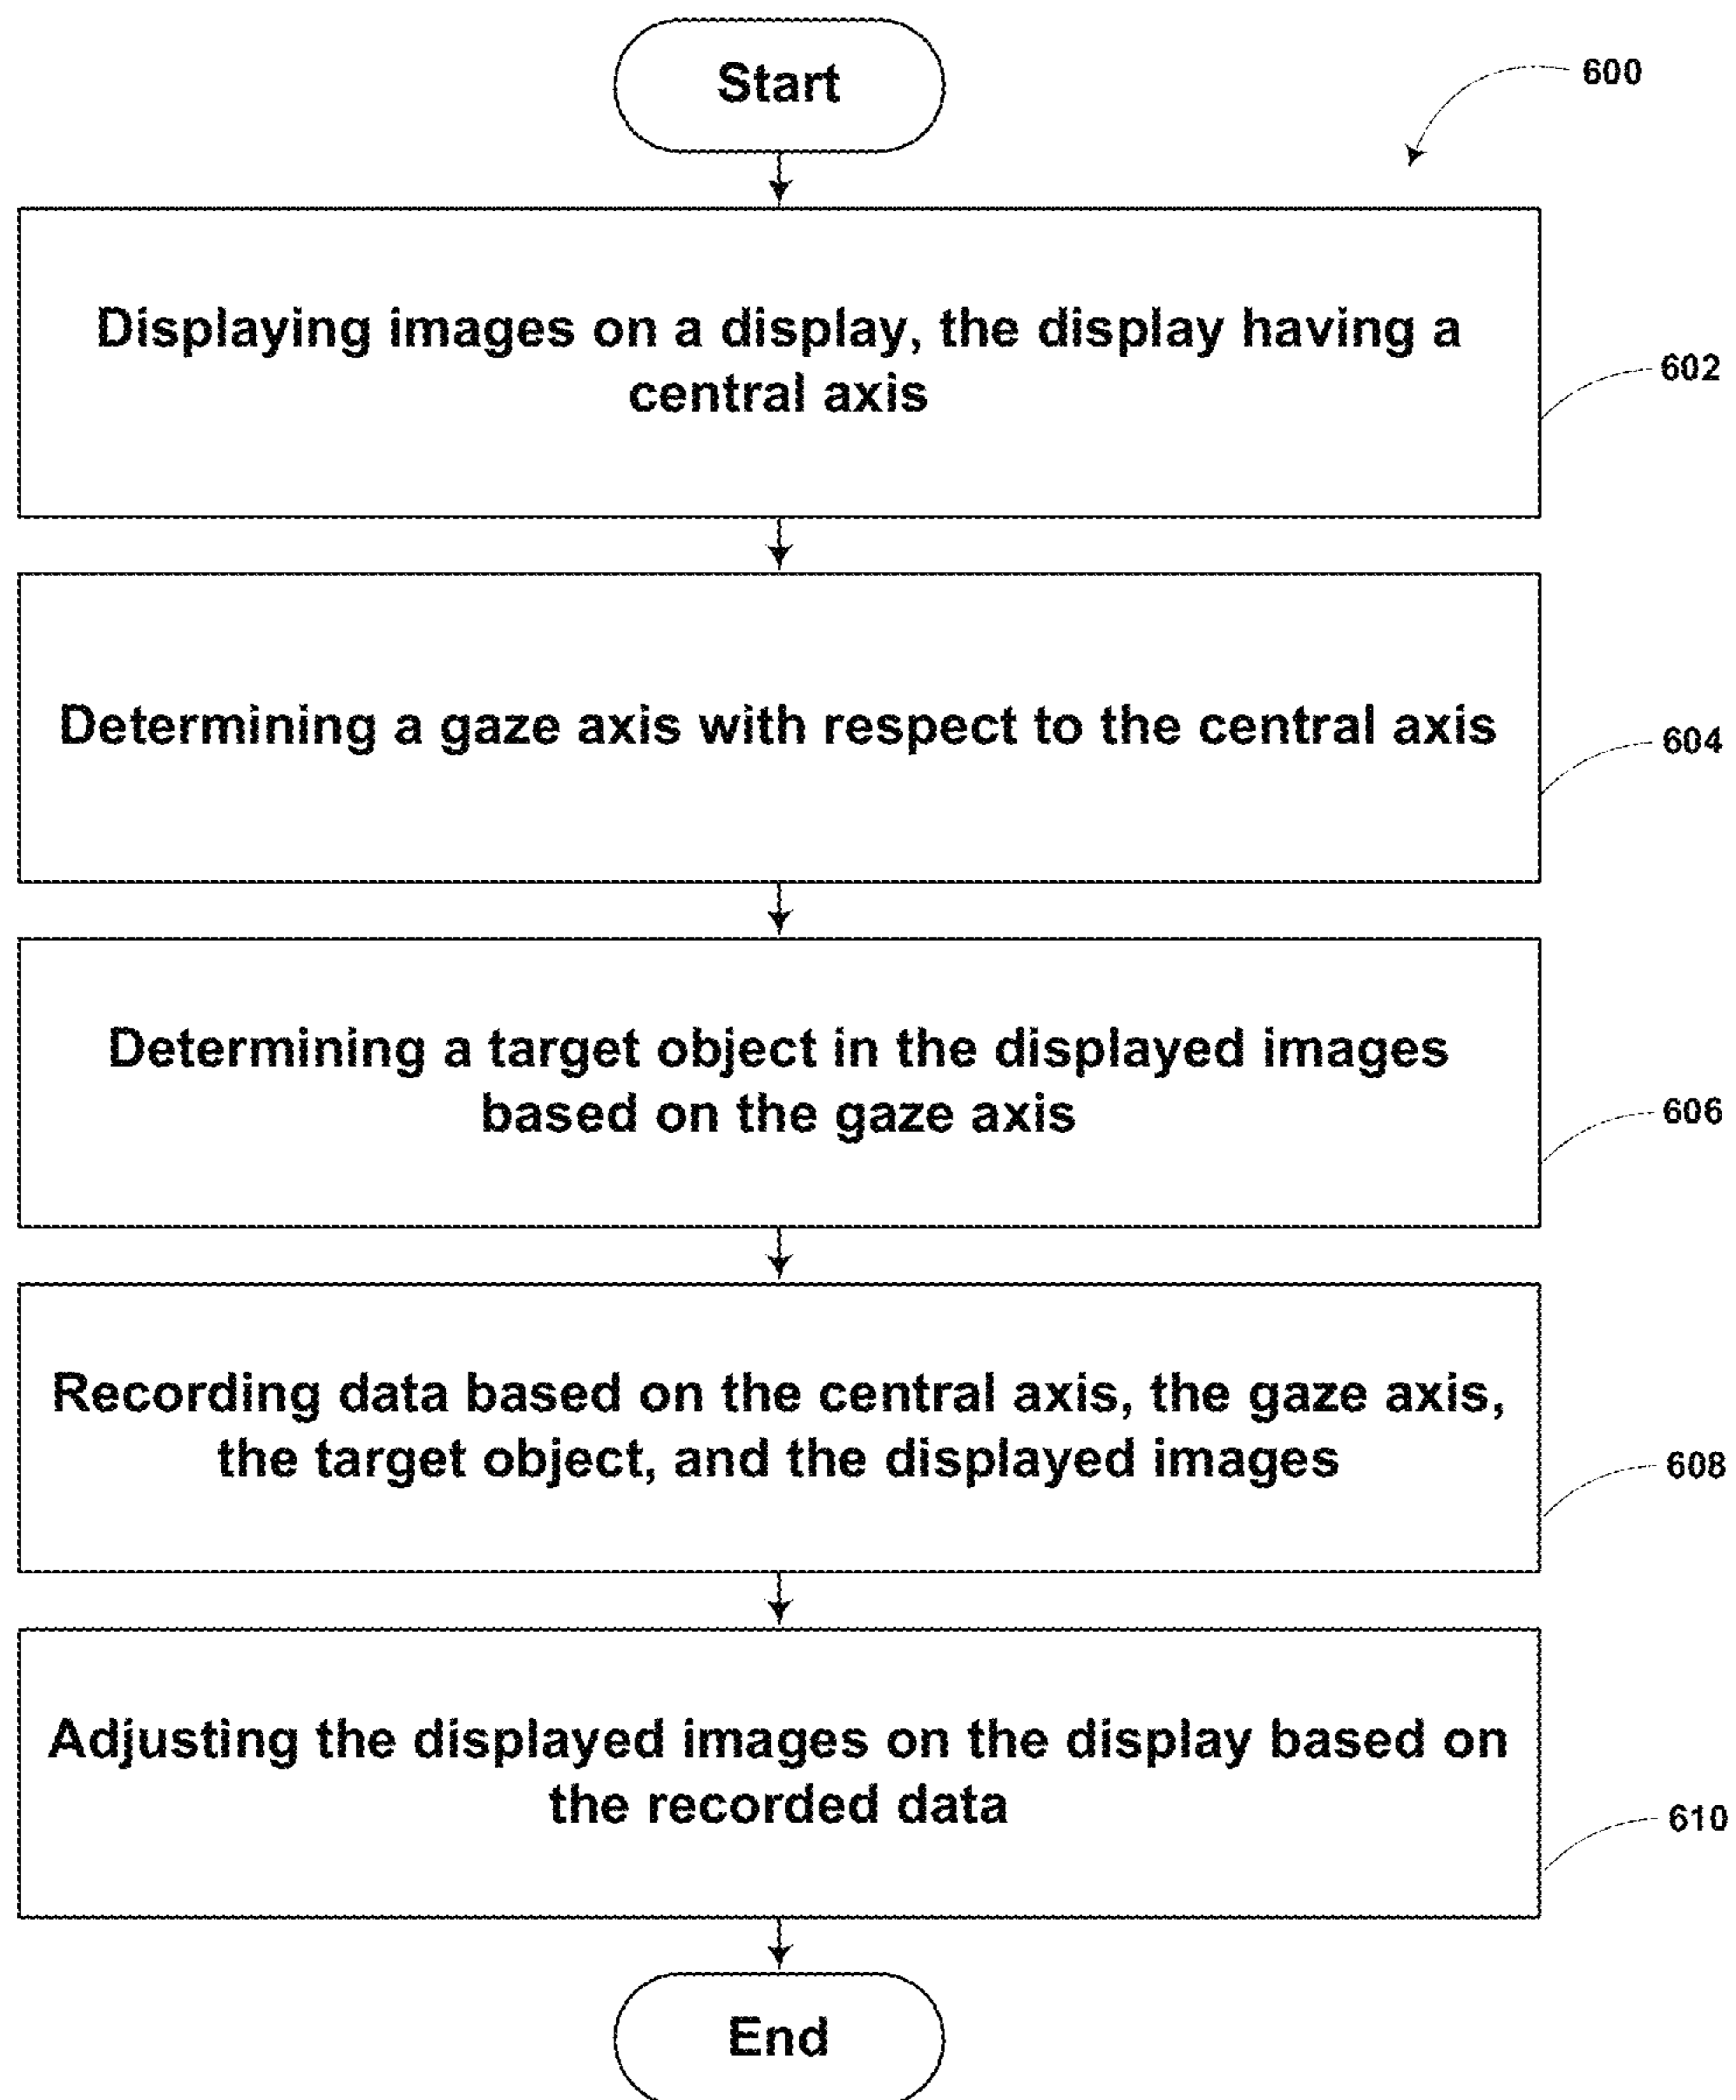 Start
600
Displaying images on a display, the display having a
central axis
602
Determining a gaze axis with respect to the central axis
604
Determining a target object in the displayed images
based on the gaze axis
606
Recording data based on the central axis, the gaze axis,
the target object, and the displayed images
608
Adjusting the displayed images on the display based on
the recorded data
610
End